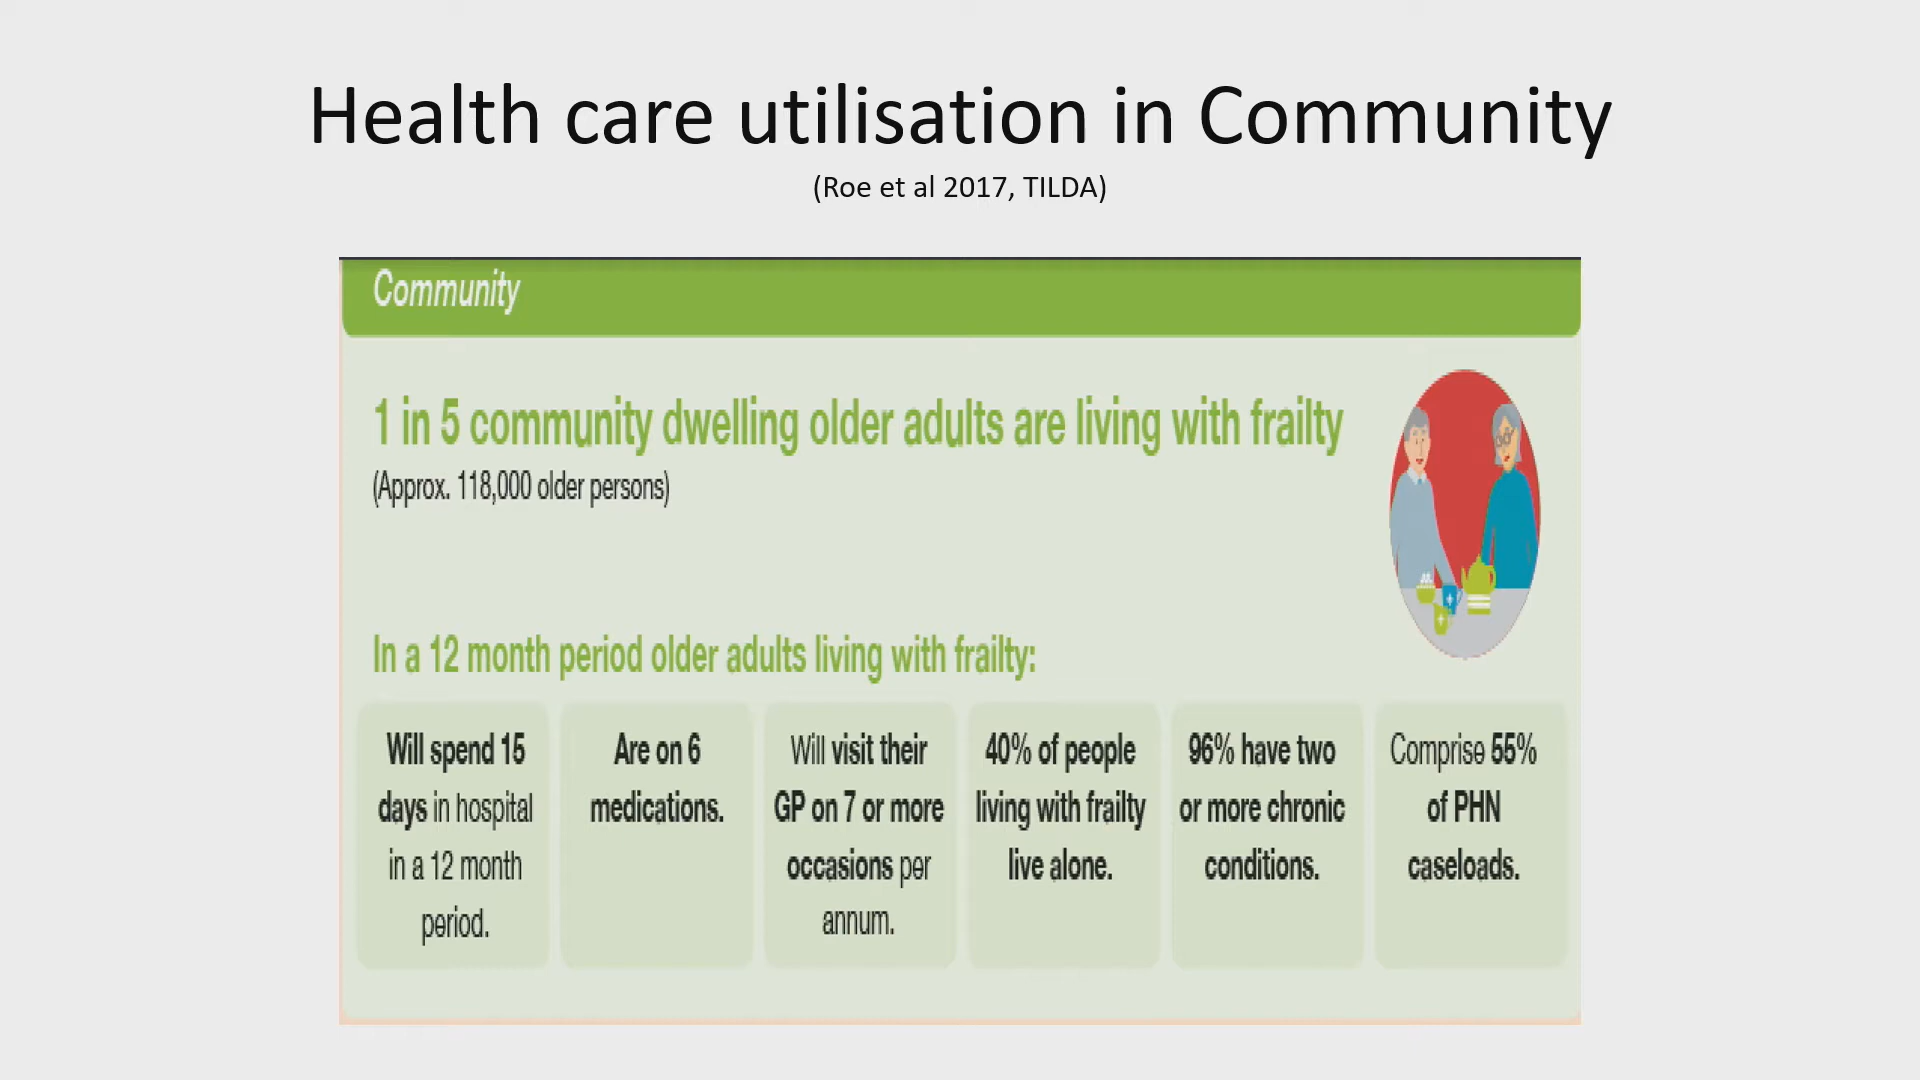 Health care utilisation in Community
(Roe et al 2017, TILDA)
Community
1 in 5 community dwelling older adults are living with frailty
(Approx. 118,000 older persons)
In a 12 month period older adults living with frailty:
Will spend 15
days in hospital
in a 12 month
period.
Are on 6
medications.
Will visit their
GP on 7 or more
occasions per
annum.
40% of people
living with frailty
live alone.
96% have two
or more chronic
conditions.
Comprise 55%
of PHN
caseloads.